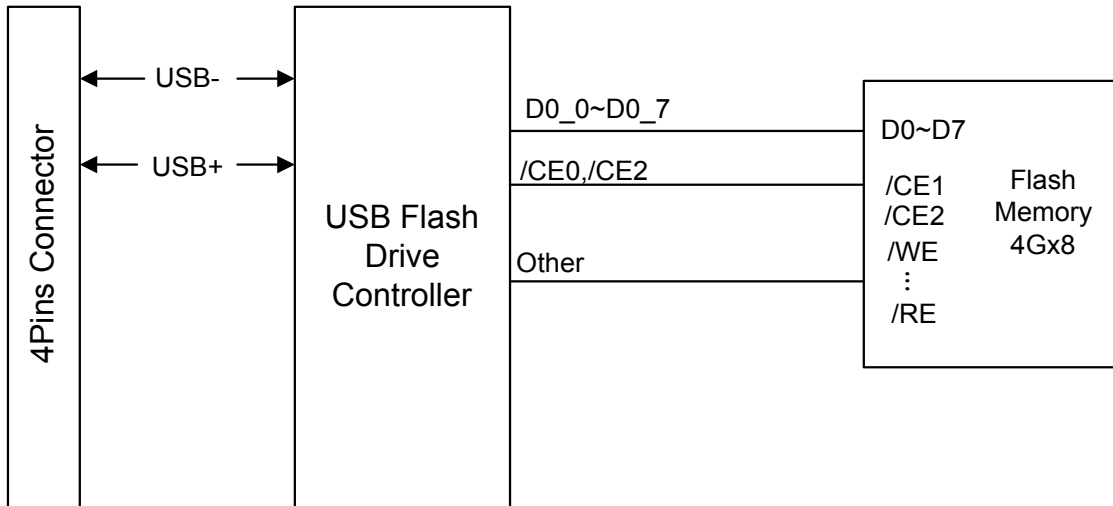 4Pins Connector
USB-
USB+
USB Flash
Drive
Controller
D0_0~D0_7
/CE0,/CE2
Other
D0~D7
/CE1
/CE2
/WE
⋮
/RE
Flash
Memory
4Gx8